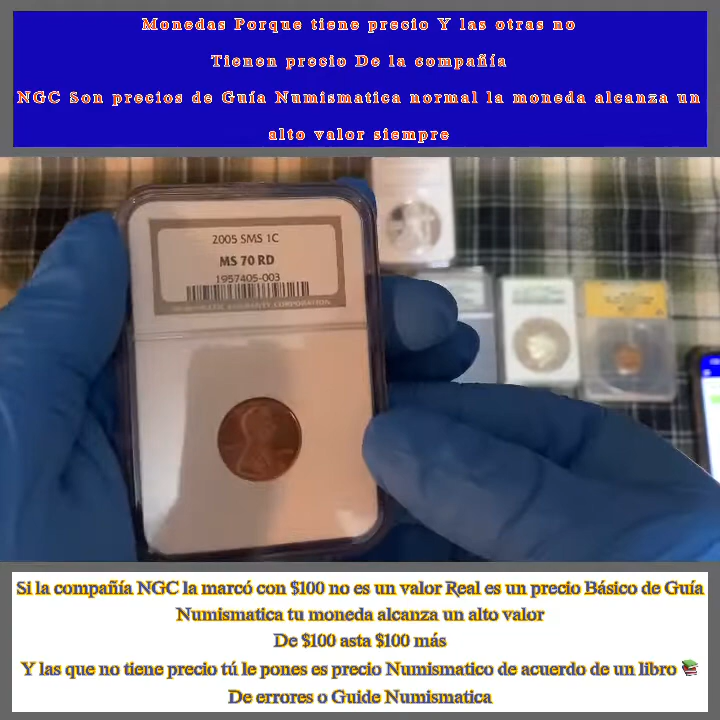 Monedas Porque tiene precio Y las otras no
Tienen precio De la compañía
NGC Son precios de Guía Numismatica normal la moneda alcanza un
alto valor siempre
2005 SMS 1C
MS 70 RD
1957405-003
NUMISMATIC GUARANTY CORPORATION
Si la compañía NGC la marcó con $100 no es un valor Real es un precio Básico de Guía
Numismatica tu moneda alcanza un alto valor
De $100 asta $100 más
Y las que no tiene precio tú le pones es precio Numismatico de acuerdo de un libro 📚
De errores o Guide Numismatica